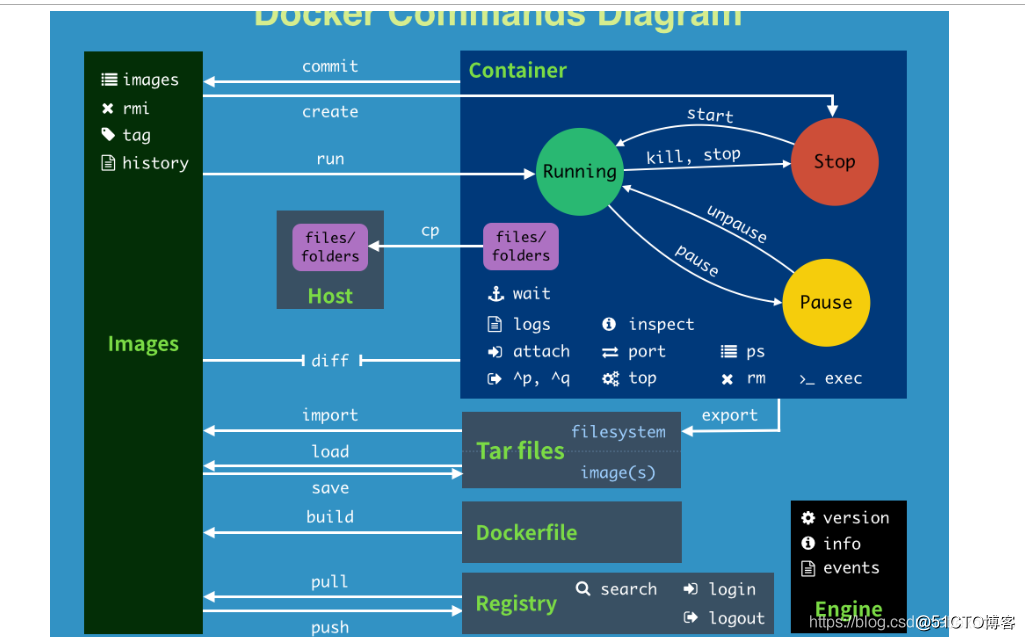 Docker Commands Diagram
images
rmi
tag
history
Images
commit
create
run
cp
files/
folders
Host
diff
import
load
save
build
pull
push
Container
start
Running
kill, stop
Stop
unpause
pause
Pause
files/
folders
wait
logs
inspect
attach
port
ps
^p, ^q
top
rm
>_ exec
export
Tar files
filesystem
image(s)
Dockerfile
Registry
search
login
logout
version
info
events
Engine
https://blog.csd@51CTO博客